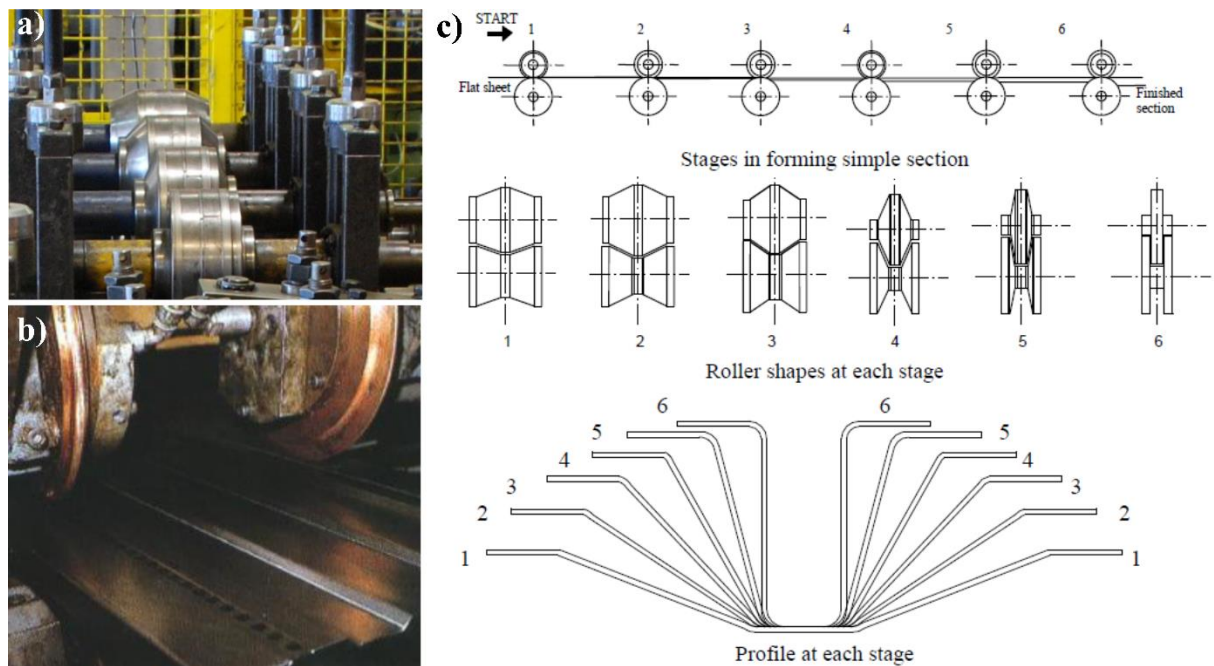 a)
b)
c)
START
1 2 3 4 5 6
Flat sheet
Finished
section
Stages in forming simple section
1 2 3 4 5 6
Roller shapes at each stage
6 6
5 5
4 4
3 3
2 2
1 1
Profile at each stage